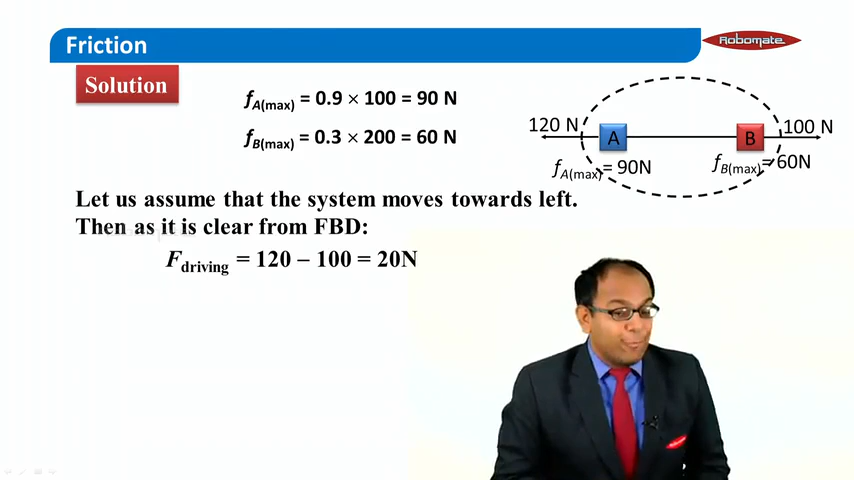 Friction
ROBOMATE
Solution
fA(max) = 0.9 × 100 = 90 N
fB(max) = 0.3 × 200 = 60 N
120 N
A
B
100 N
fA(max) = 90N
fB(max) = 60N
Let us assume that the system moves towards left.
Then as it is clear from FBD:
Fdriving = 120 – 100 = 20N